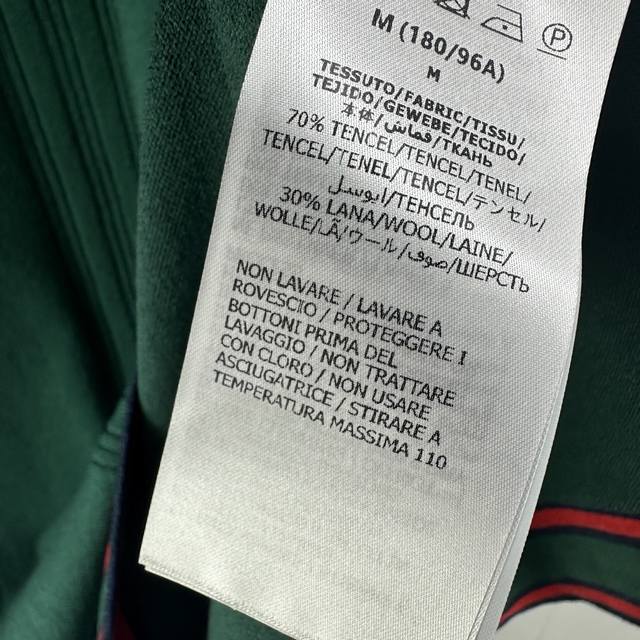 P
M (180/96A)
M
TESSUTO/FABRIC/TISSU/
TEJIDO/GEWEBE/TECIDO/
本体/قماش/ТКАНЬ
70% TENCEL/TENCEL/TENEL/
TENCEL/TENEL/TENCEL/テンセル/
ايوسل/ТЕНСЕЛЬ
30% LANA/WOOL/LAINE/
WOLLE/LÃ/ウール/صوف/ШЕРСТЬ
NON LAVARE / LAVARE A
ROVESCIO / PROTEGGERE I
BOTTONI PRIMA DEL
LAVAGGIO / NON TRATTARE
CON CLORO / NON USARE
ASCIUGATRICE / STIRARE A
TEMPERATURA MASSIMA 110